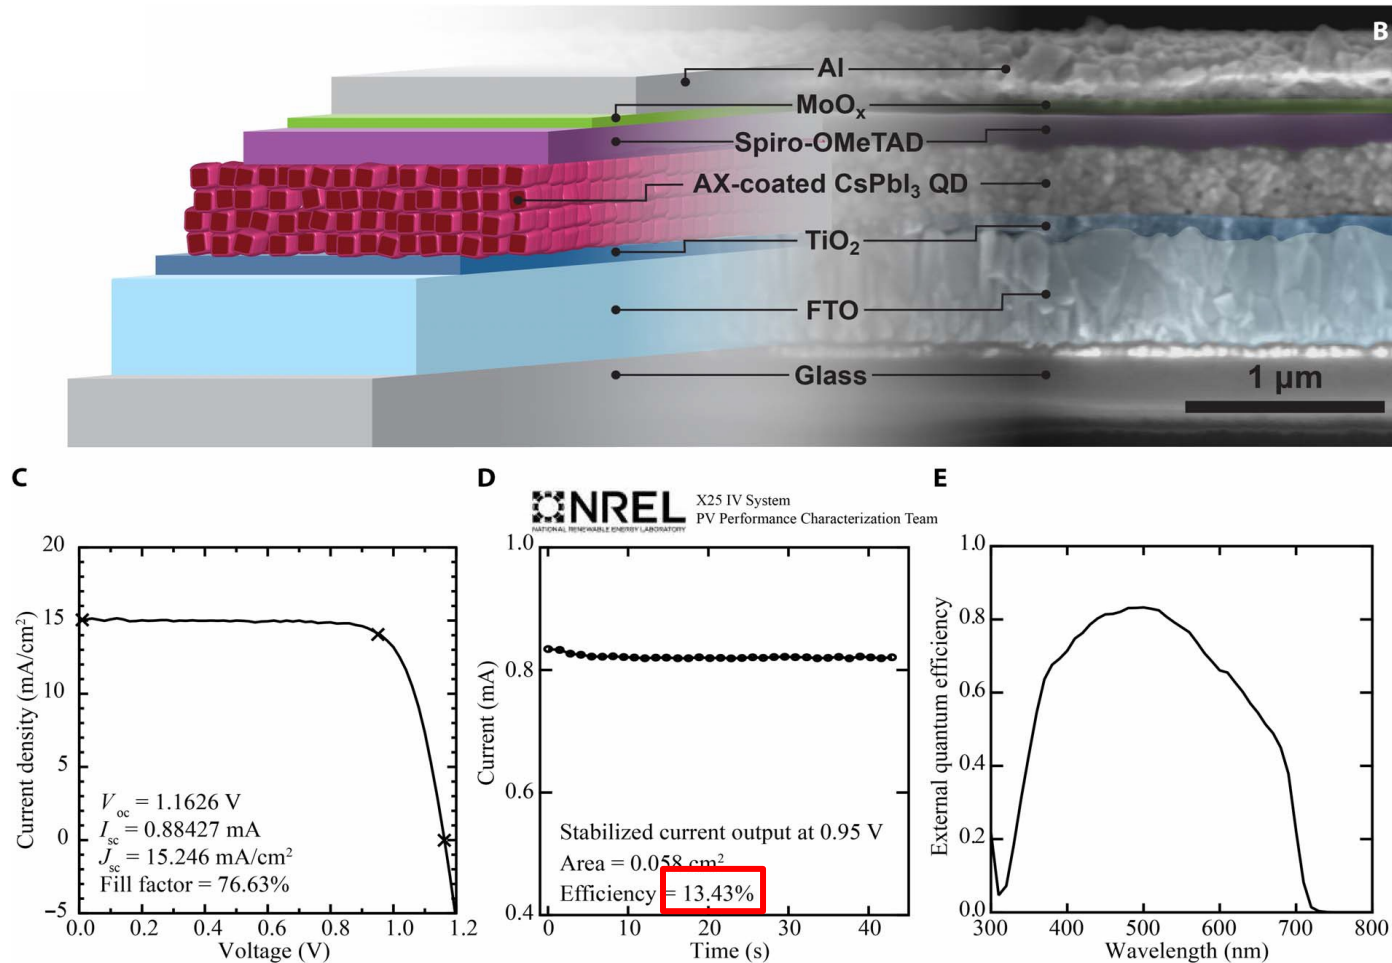 B
Al
MoOx
Spiro-OMeTAD
AX-coated CsPbI3 QD
TiO2
FTO
Glass
1 µm
C
20
15
10
5
0
−5
0.0 0.2 0.4 0.6 0.8 1.0 1.2
Current density (mA/cm2)
Voltage (V)
Voc = 1.1626 V
Isc = 0.88427 mA
Jsc = 15.246 mA/cm2
Fill factor = 76.63%
D
NREL
NATIONAL RENEWABLE ENERGY LABORATORY
X25 IV System
PV Performance Characterization Team
1.0
0.8
0.8
0.4
0 10 20 30 40
Current (mA)
Time (s)
Stabilized current output at 0.95 V
Area = 0.058 cm2
Efficiency = 13.43%
E
1.0
0.8
0.6
0.4
0.2
0.0
300 400 500 600 700 800
External quantum efficiency
Wavelength (nm)